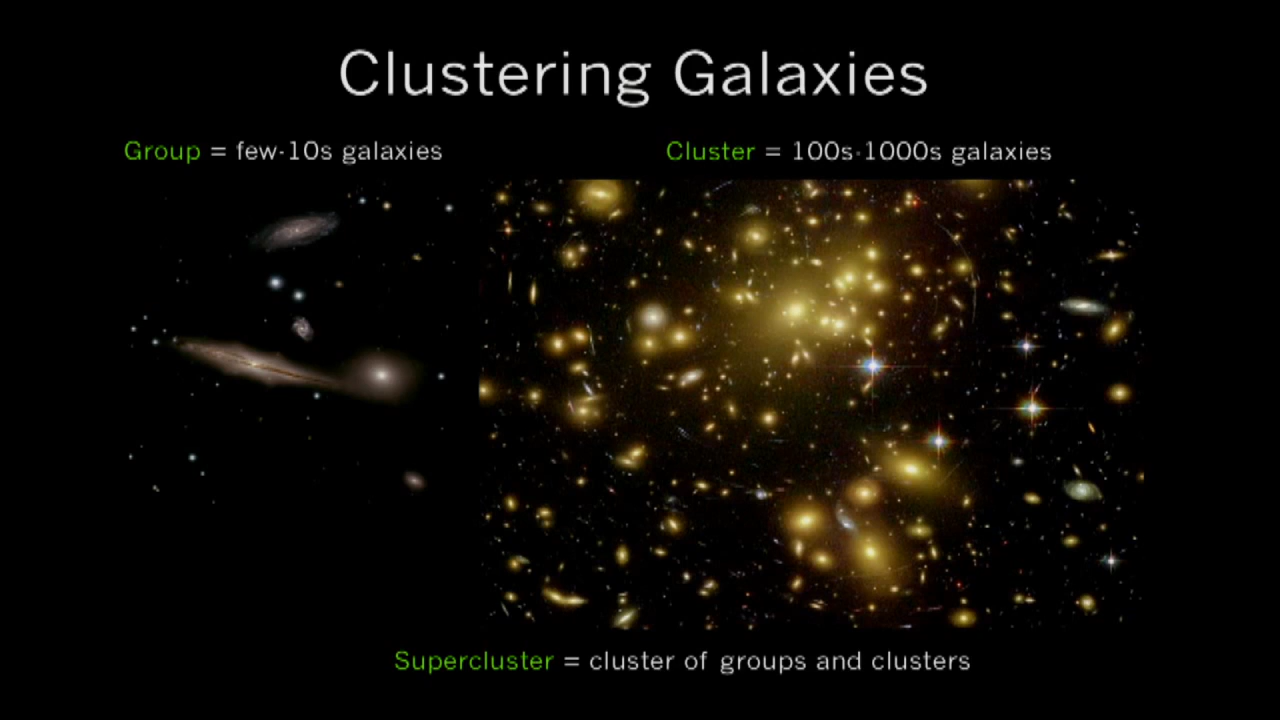 Clustering Galaxies
Group = few-10s galaxies
Cluster = 100s-1000s galaxies
Supercluster = cluster of groups and clusters